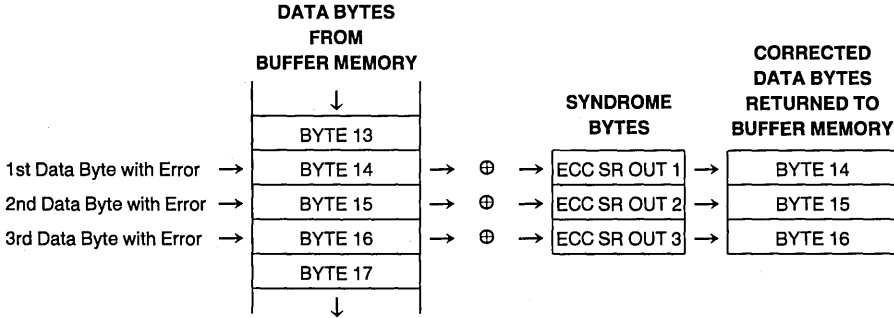 DATA BYTES
FROM
BUFFER MEMORY
CORRECTED
DATA BYTES
RETURNED TO
BUFFER MEMORY
SYNDROME
BYTES
↓
BYTE 13
1st Data Byte with Error → BYTE 14 → ⊕ → ECC SR OUT 1 → BYTE 14
2nd Data Byte with Error → BYTE 15 → ⊕ → ECC SR OUT 2 → BYTE 15
3rd Data Byte with Error → BYTE 16 → ⊕ → ECC SR OUT 3 → BYTE 16
BYTE 17
↓